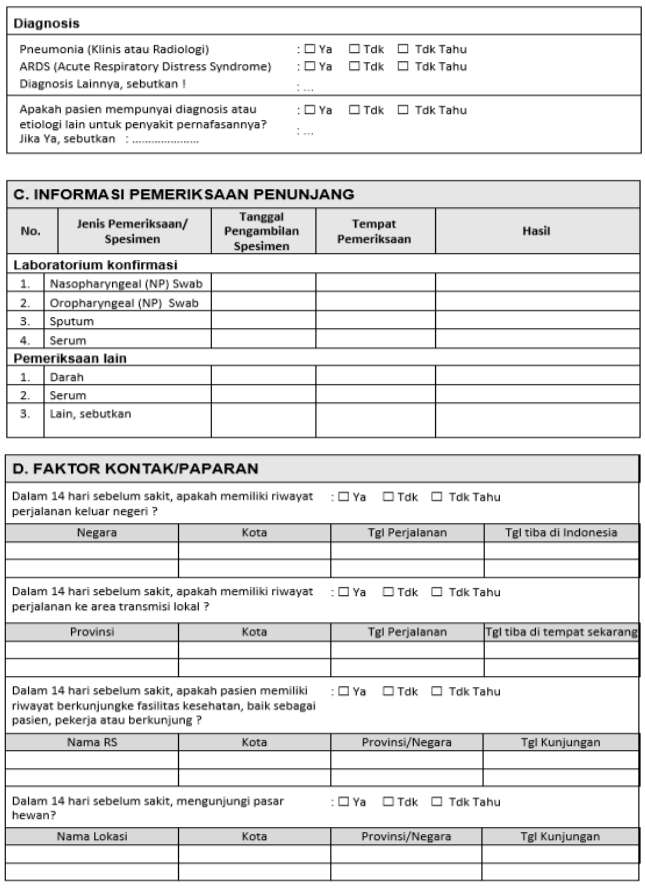 Diagnosis
Pneumonia (Klinis atau Radiologi) : ☐ Ya ☐ Tdk ☐ Tdk Tahu
ARDS (Acute Respiratory Distress Syndrome) : ☐ Ya ☐ Tdk ☐ Tdk Tahu
Diagnosis Lainnya, sebutkan ! : ...
Apakah pasien mempunyai diagnosis atau : ☐ Ya ☐ Tdk ☐ Tdk Tahu
etiologi lain untuk penyakit pernafasannya? : ...
Jika Ya, sebutkan : .....................
C. INFORMASI PEMERIKSAAN PENUNJANG
No. Jenis Pemeriksaan/ Spesimen Tanggal Pengambilan Spesimen Tempat Pemeriksaan Hasil
Laboratorium konfirmasi
1. Nasopharyngeal (NP) Swab
2. Oropharyngeal (NP) Swab
3. Sputum
4. Serum
Pemeriksaan lain
1. Darah
2. Serum
3. Lain, sebutkan
D. FAKTOR KONTAK/PAPARAN
Dalam 14 hari sebelum sakit, apakah memiliki riwayat : ☐ Ya ☐ Tdk ☐ Tdk Tahu
perjalanan keluar negeri ?
Negara Kota Tgl Perjalanan Tgl tiba di Indonesia
Dalam 14 hari sebelum sakit, apakah memiliki riwayat : ☐ Ya ☐ Tdk ☐ Tdk Tahu
perjalanan ke area transmisi lokal ?
Provinsi Kota Tgl Perjalanan Tgl tiba di tempat sekarang
Dalam 14 hari sebelum sakit, apakah pasien memiliki : ☐ Ya ☐ Tdk ☐ Tdk Tahu
riwayat berkunjungke fasilitas kesehatan, baik sebagai
pasien, pekerja atau berkunjung ?
Nama RS Kota Provinsi/Negara Tgl Kunjungan
Dalam 14 hari sebelum sakit, mengunjungi pasar : ☐ Ya ☐ Tdk ☐ Tdk Tahu
hewan?
Nama Lokasi Kota Provinsi/Negara Tgl Kunjungan